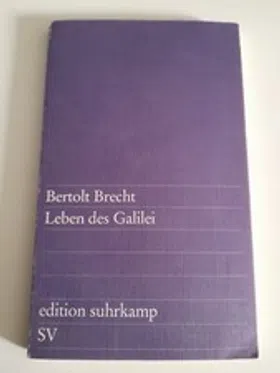 Bertolt Brecht
Leben des Galilei
edition suhrkamp
SV